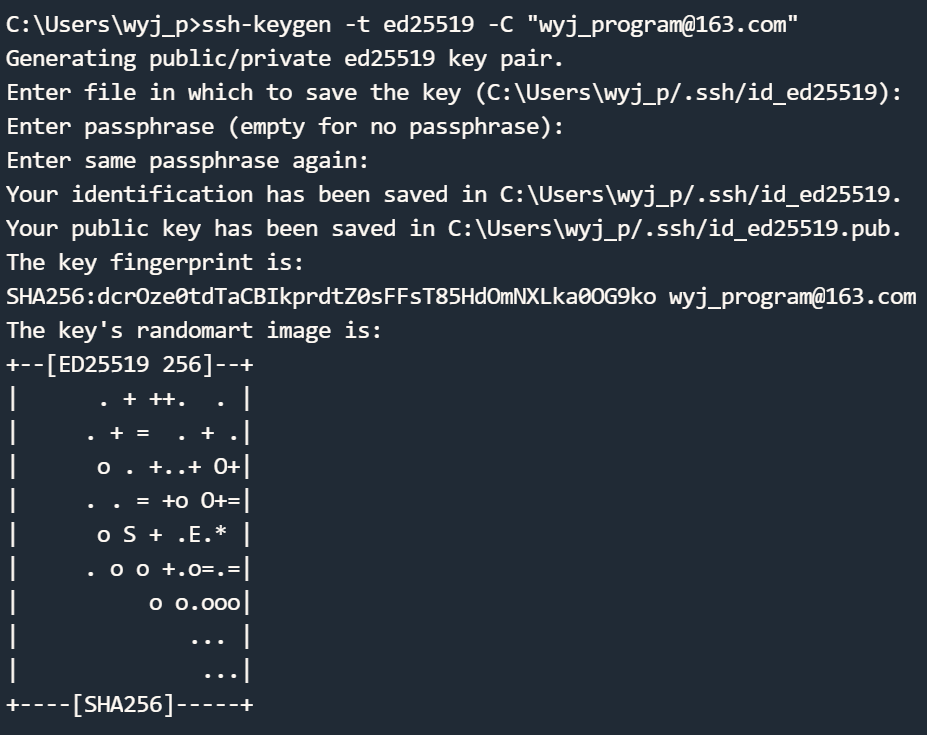 C:\Users\wyj_p>ssh-keygen -t ed25519 -C "wyj_program@163.com"
Generating public/private ed25519 key pair.
Enter file in which to save the key (C:\Users\wyj_p/.ssh/id_ed25519):
Enter passphrase (empty for no passphrase):
Enter same passphrase again:
Your identification has been saved in C:\Users\wyj_p/.ssh/id_ed25519.
Your public key has been saved in C:\Users\wyj_p/.ssh/id_ed25519.pub.
The key fingerprint is:
SHA256:dcrOze0tdTaCBIkprdtZ0sFFsT85HdOmNXLka0OG9ko wyj_program@163.com
The key's randomart image is:
+--[ED25519 256]--+
|      . + ++.  . |
|     . + =  . + .|
|      o . +..+ O+|
|     . . = +o O+=|
|      o S + .E.* |
|     . o o +.o=.=|
|          o o.ooo|
|             ... |
|              ...|
+----[SHA256]-----+